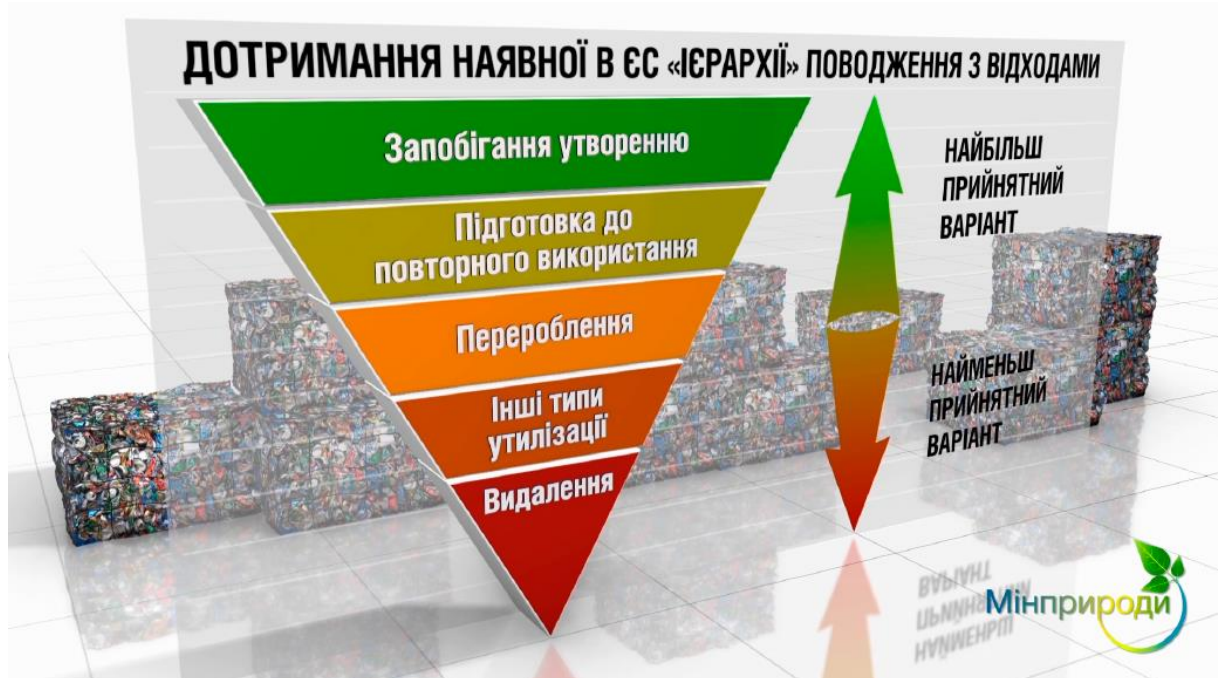 ДОТРИМАННЯ НАЯВНОЇ В ЄС «ІЄРАРХІЇ» ПОВОДЖЕННЯ З ВІДХОДАМИ
Запобігання утворенню
Підготовка до
повторного використання
Перероблення
Інші типи
утилізації
Видалення
НАЙБІЛЬШ
ПРИЙНЯТНИЙ
ВАРІАНТ
НАЙМЕНЬШ
ПРИЙНЯТНИЙ
ВАРІАНТ
Мінприроди